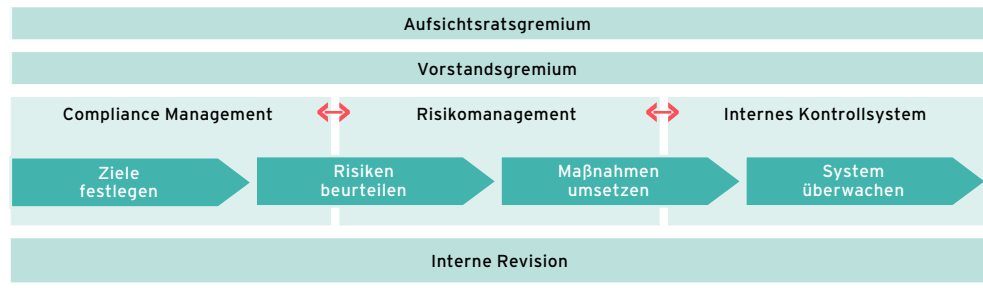 Aufsichtsratsgremium
Vorstandsgremium
Compliance Management
Risikomanagement
Internes Kontrollsystem
Ziele
festlegen
Risiken
beurteilen
Maßnahmen
umsetzen
System
überwachen
Interne Revision